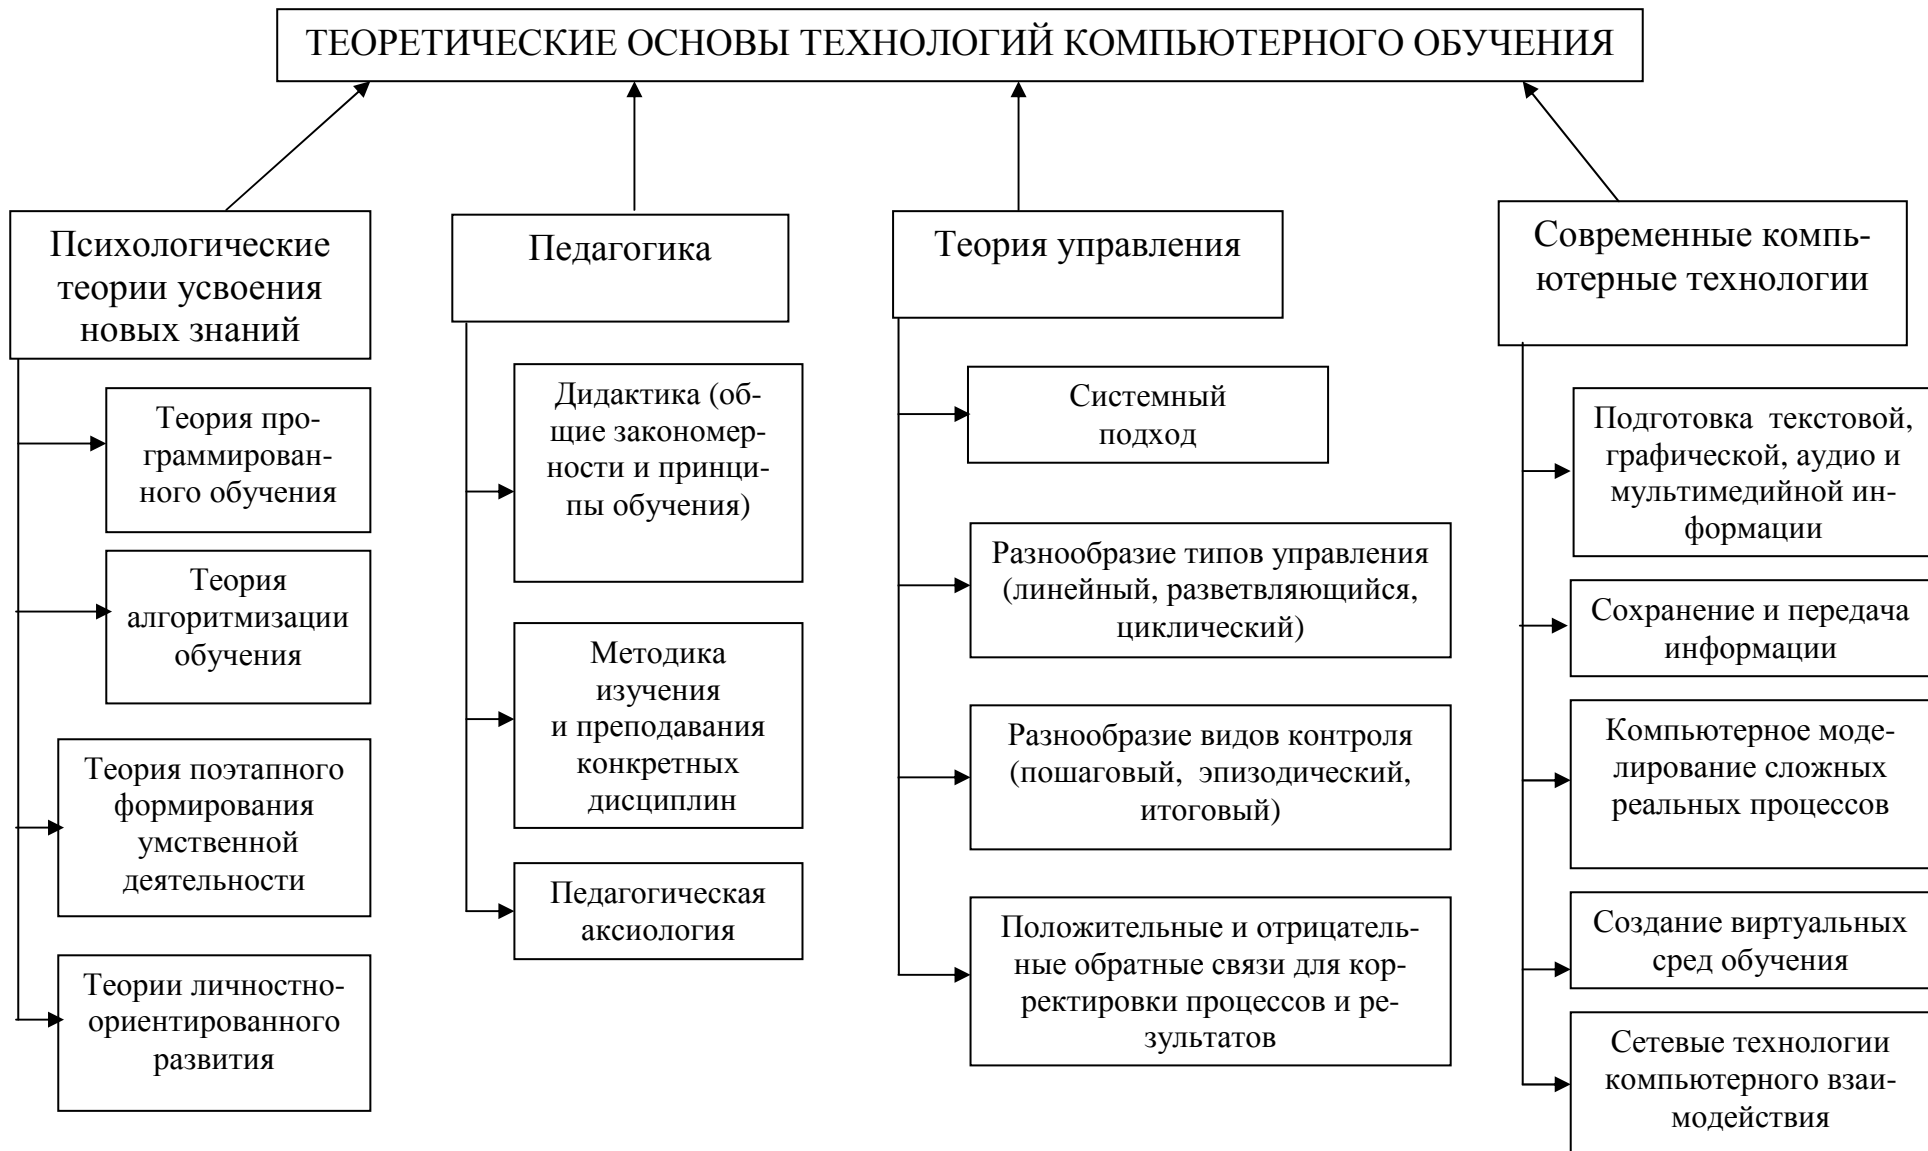 ТЕОРЕТИЧЕСКИЕ ОСНОВЫ ТЕХНОЛОГИЙ КОМПЬЮТЕРНОГО ОБУЧЕНИЯ
Психологические
теории усвоения
новых знаний
Теория про-
граммирован-
ного обучения
Теория
алгоритмизации
обучения
Теория поэтапного
формирования
умственной
деятельности
Теории личностно-
ориентированного
развития
Педагогика
Дидактика (об-
щие закономер-
ности и принци-
пы обучения)
Методика
изучения
и преподавания
конкретных
дисциплин
Педагогическая
аксиология
Теория управления
Системный
подход
Разнообразие типов управления
(линейный, разветвляющийся,
циклический)
Разнообразие видов контроля
(пошаговый, эпизодический,
итоговый)
Положительные и отрицатель-
ные обратные связи для кор-
ректировки процессов и ре-
зультатов
Современные компь-
ютерные технологии
Подготовка текстовой,
графической, аудио и
мультимедийной ин-
формации
Сохранение и передача
информации
Компьютерное моде-
лирование сложных
реальных процессов
Создание виртуальных
сред обучения
Сетевые технологии
компьютерного взаи-
модействия